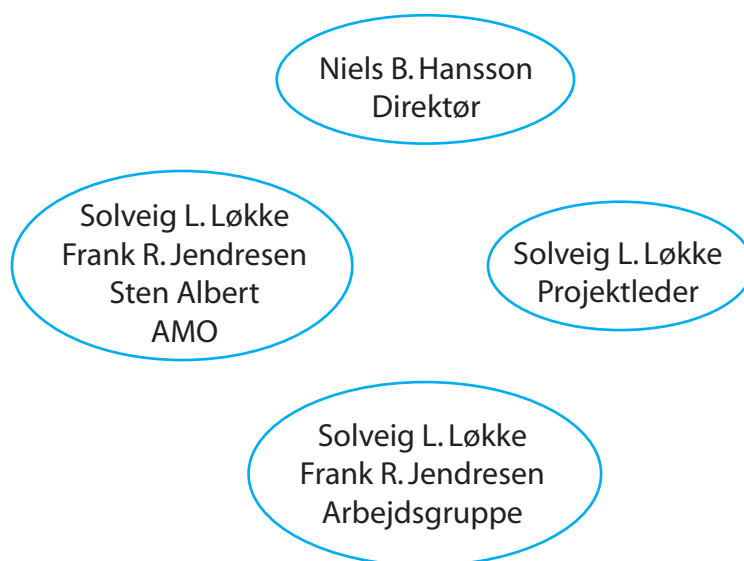 Niels B. Hansson
Direktør
Solveig L. Løkke
Frank R. Jendresen
Sten Albert
AMO
Solveig L. Løkke
Projektleder
Solveig L. Løkke
Frank R. Jendresen
Arbejdsgruppe